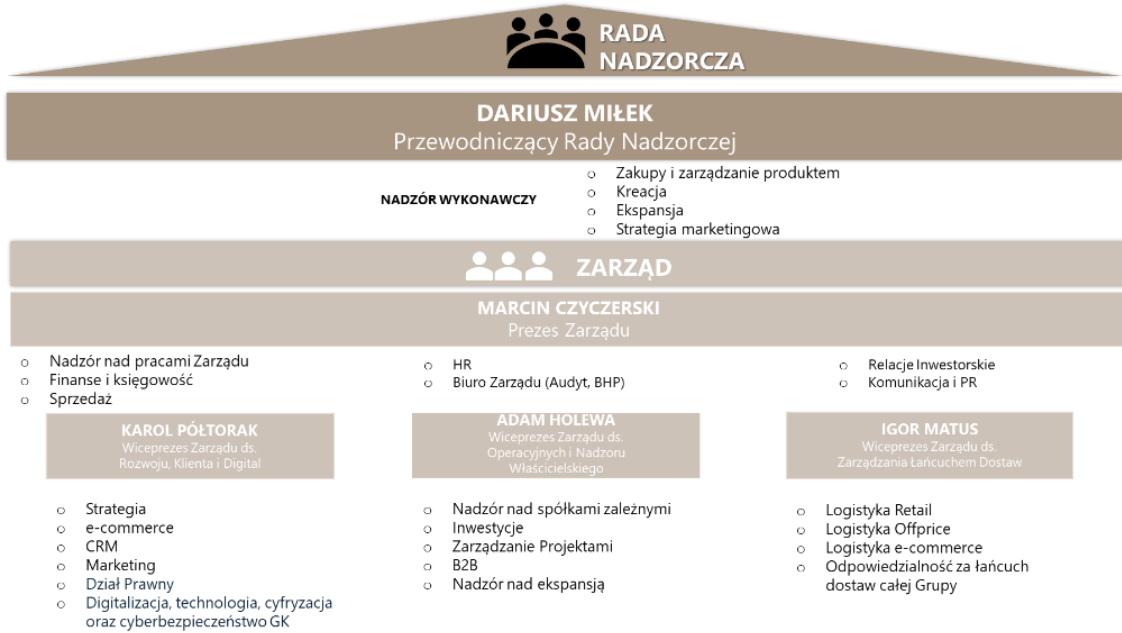 RADA
NADZORCZA
DARIUSZ MIŁEK
Przewodniczący Rady Nadzorczej
NADZÓR WYKONAWCZY
o Zakupy i zarządzanie produktem
o Kreacja
o Ekspansja
o Strategia marketingowa
ZARZĄD
MARCIN CZYCZERSKI
Prezes Zarządu
o Nadzór nad pracami Zarządu
o Finanse i księgowość
o Sprzedaż
o HR
o Biuro Zarządu (Audyt, BHP)
o Relacje Inwestorskie
o Komunikacja i PR
KAROL PÓŁTORAK
Wiceprezes Zarządu ds.
Rozwoju, Klienta i Digital
o Strategia
o e-commerce
o CRM
o Marketing
o Dział Prawny
o Digitalizacja, technologia, cyfryzacja
oraz cyberbezpieczeństwo GK
ADAM HOLEWA
Wiceprezes Zarządu ds.
Operacyjnych i Nadzoru
Właścicielskiego
o Nadzór nad spółkami zależnymi
o Inwestycje
o Zarządzanie Projektami
o B2B
o Nadzór nad ekspansją
IGOR MATUS
Wiceprezes Zarządu ds.
Zarządzania Łańcuchem Dostaw
o Logistyka Retail
o Logistyka Offprice
o Logistyka e-commerce
o Odpowiedzialność za łańcuch
dostaw całej Grupy